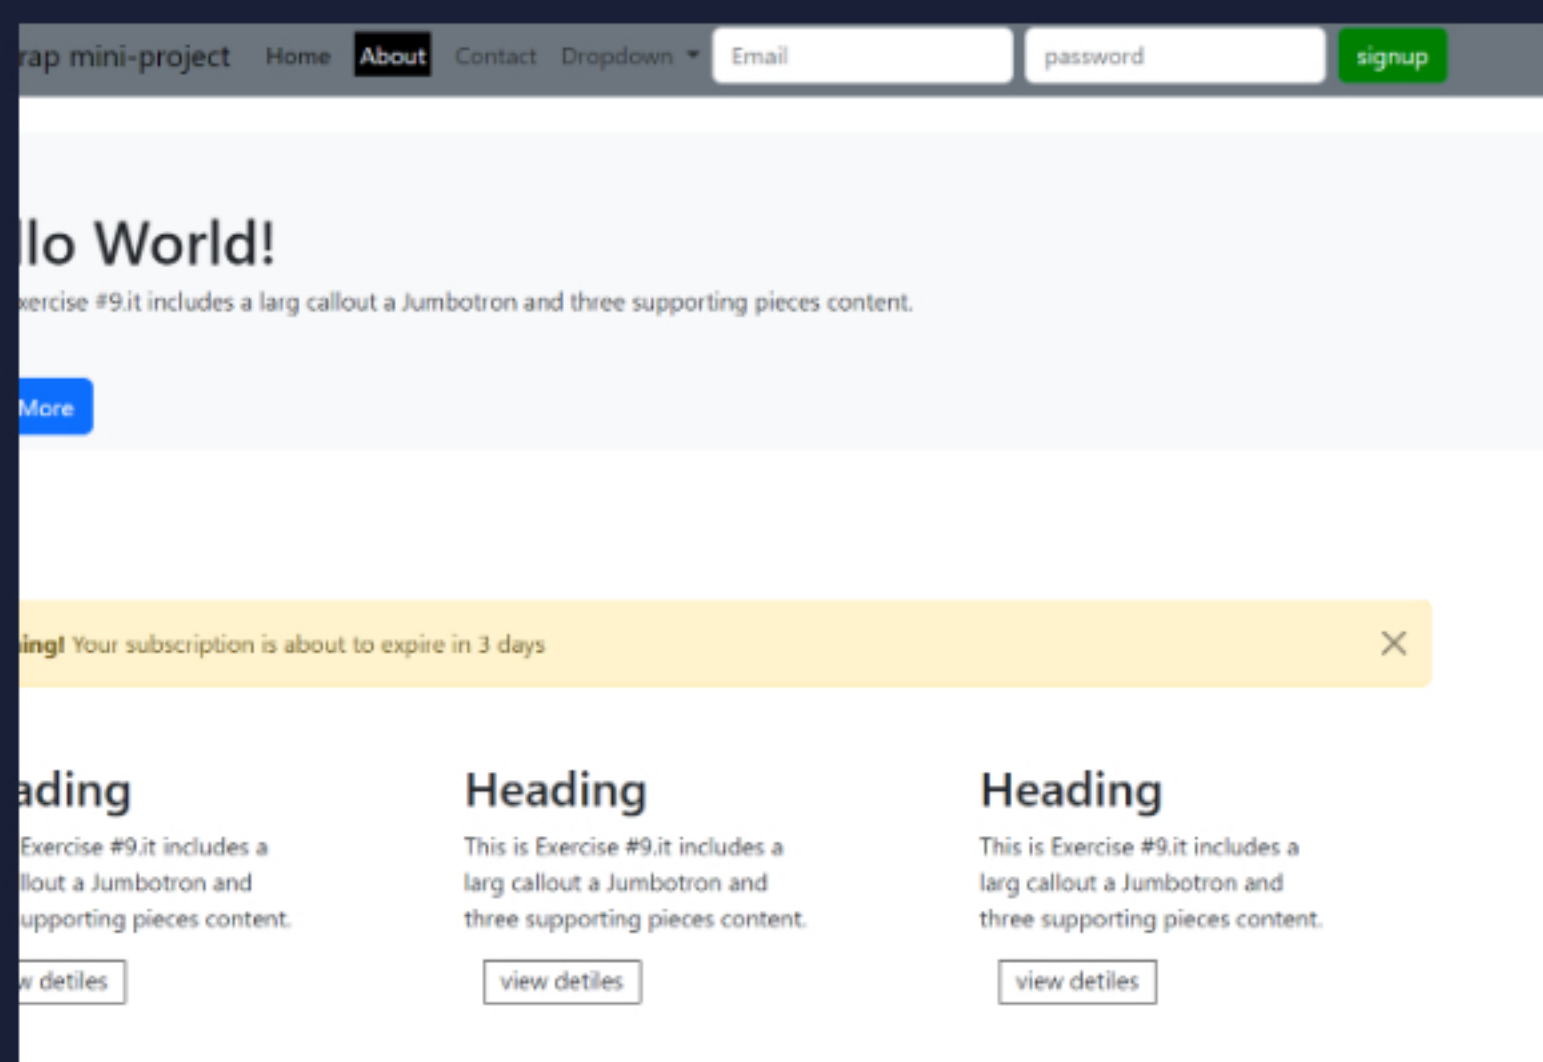 rap mini-project Home About Contact Dropdown Email password signup
llo World!
xercise #9.it includes a larg callout a Jumbotron and three supporting pieces content.
More
ing! Your subscription is about to expire in 3 days
ading Heading Heading
Exercise #9.it includes a This is Exercise #9.it includes a This is Exercise #9.it includes a
llout a Jumbotron and larg callout a Jumbotron and larg callout a Jumbotron and
upporting pieces content. three supporting pieces content. three supporting pieces content.
w detiles view detiles view detiles